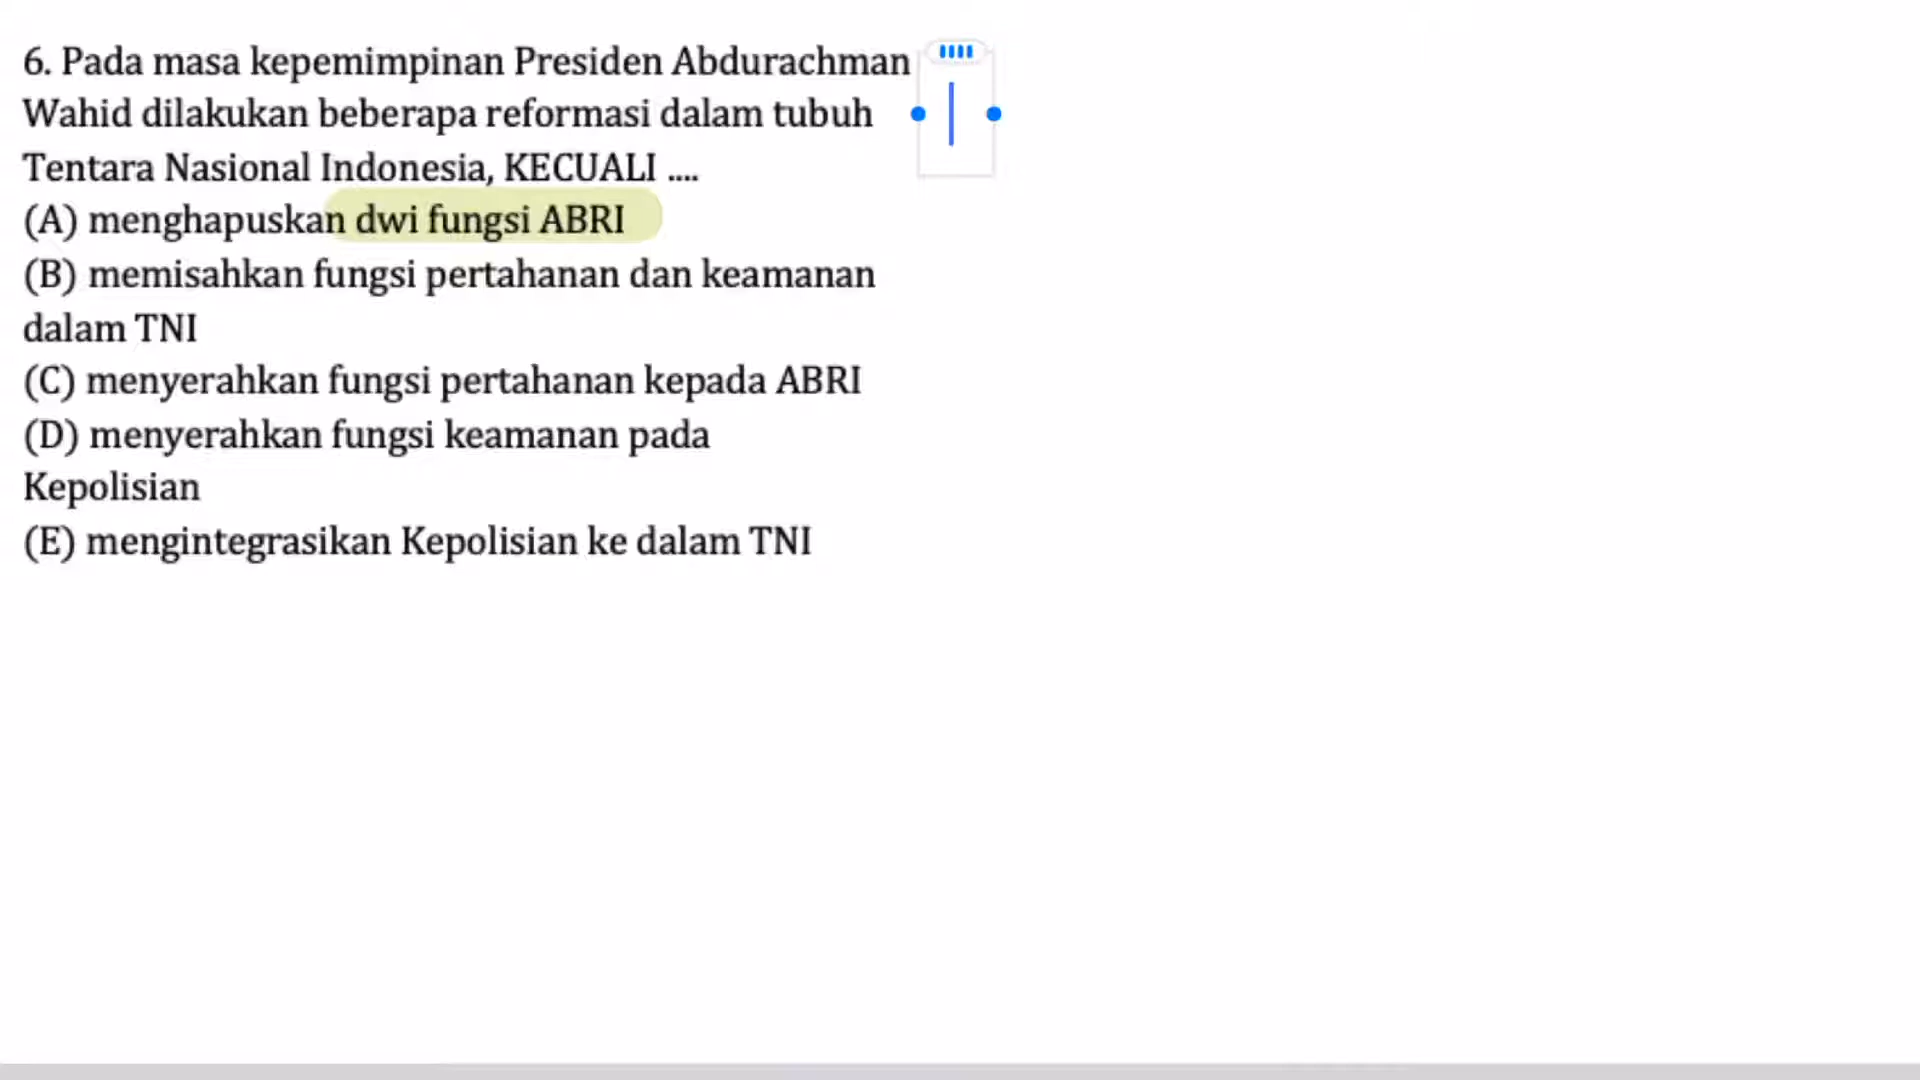 6. Pada masa kepemimpinan Presiden Abdurachman
Wahid dilakukan beberapa reformasi dalam tubuh
Tentara Nasional Indonesia, KECUALI ....
(A) menghapuskan dwi fungsi ABRI
(B) memisahkan fungsi pertahanan dan keamanan
dalam TNI
(C) menyerahkan fungsi pertahanan kepada ABRI
(D) menyerahkan fungsi keamanan pada
Kepolisian
(E) mengintegrasikan Kepolisian ke dalam TNI